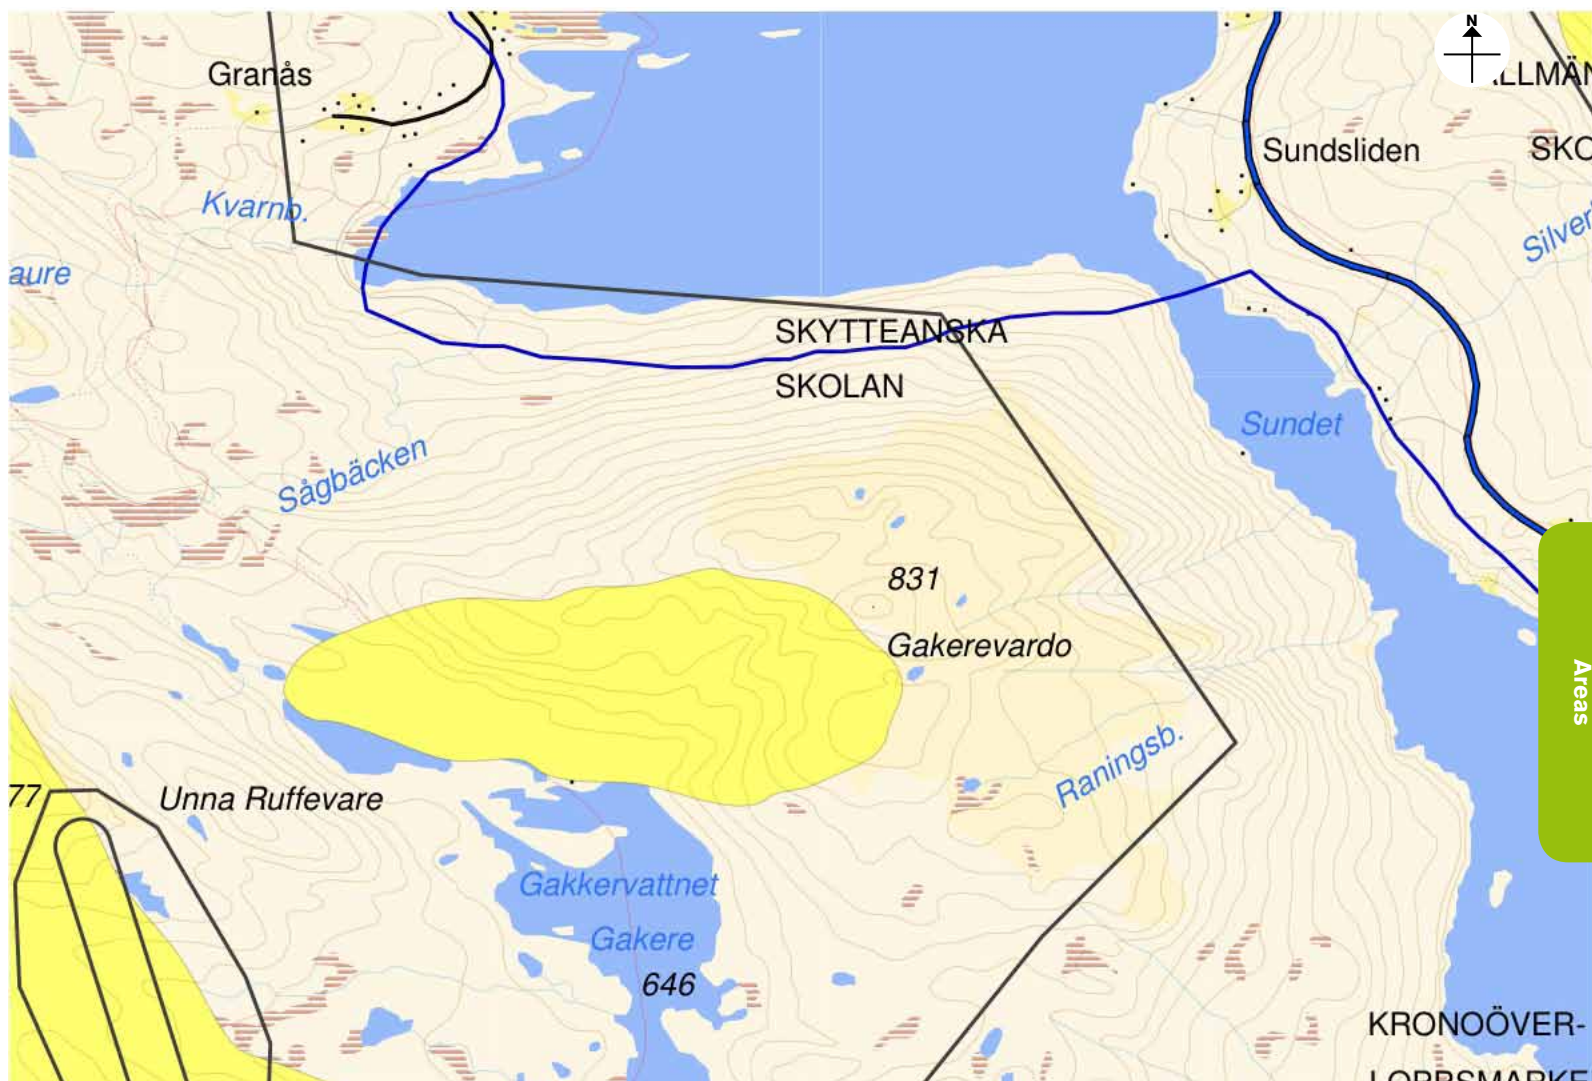 N
Granås
Sundsliden
SKYTTEANSKA
SKOLAN
Kvarnb.
aure
Sågbäcken
Sundet
831
Gakerevardo
Raningsb.
77
Unna Ruffevare
Gakkervattnet
Gakere
646
Areas
KRONOÖVER-